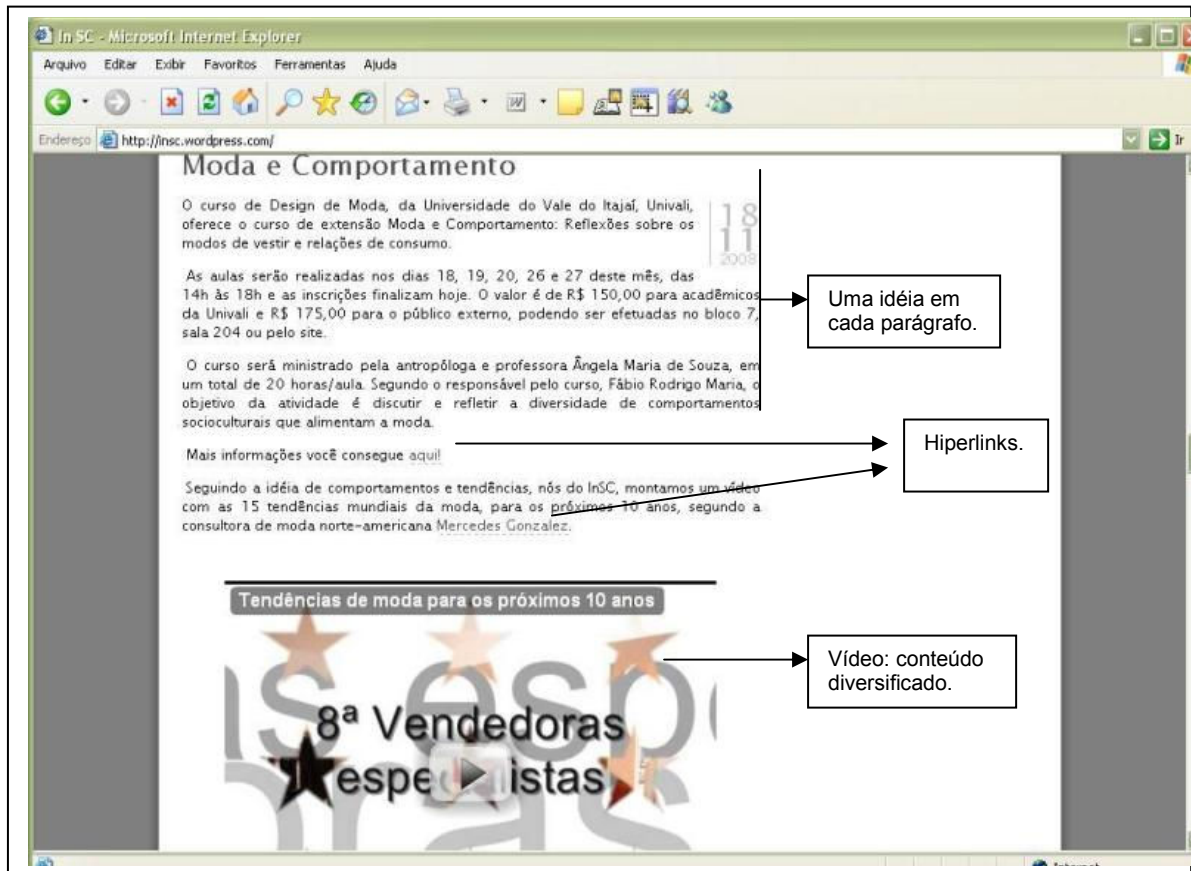 In SC - Microsoft Internet Explorer
Arquivo Editar Exibir Favoritos Ferramentas Ajuda
Endereço http://insc.wordpress.com/ Ir
Moda e Comportamento
O curso de Design de Moda, da Universidade do Vale do Itajaí, Univali,
oferece o curso de extensão Moda e Comportamento: Reflexões sobre os
modos de vestir e relações de consumo.
18
11
2008
As aulas serão realizadas nos dias 18, 19, 20, 26 e 27 deste mês, das
14h às 18h e as inscrições finalizam hoje. O valor é de R$ 150,00 para acadêmicos
da Univali e R$ 175,00 para o público externo, podendo ser efetuadas no bloco 7,
sala 204 ou pelo site.
Uma idéia em
cada parágrafo.
O curso será ministrado pela antropóloga e professora Ângela Maria de Souza, em
um total de 20 horas/aula. Segundo o responsável pelo curso, Fábio Rodrigo Maria, o
objetivo da atividade é discutir e refletir a diversidade de comportamentos
socioculturais que alimentam a moda.
Mais informações você consegue aqui!
Hiperlinks.
Seguindo a idéia de comportamentos e tendências, nós do InSC, montamos um vídeo
com as 15 tendências mundiais da moda, para os próximos 10 anos, segundo a
consultora de moda norte-americana Mercedes Gonzalez.
Tendências de moda para os próximos 10 anos
Vídeo: conteúdo
diversificado.
8ª Vendedoras